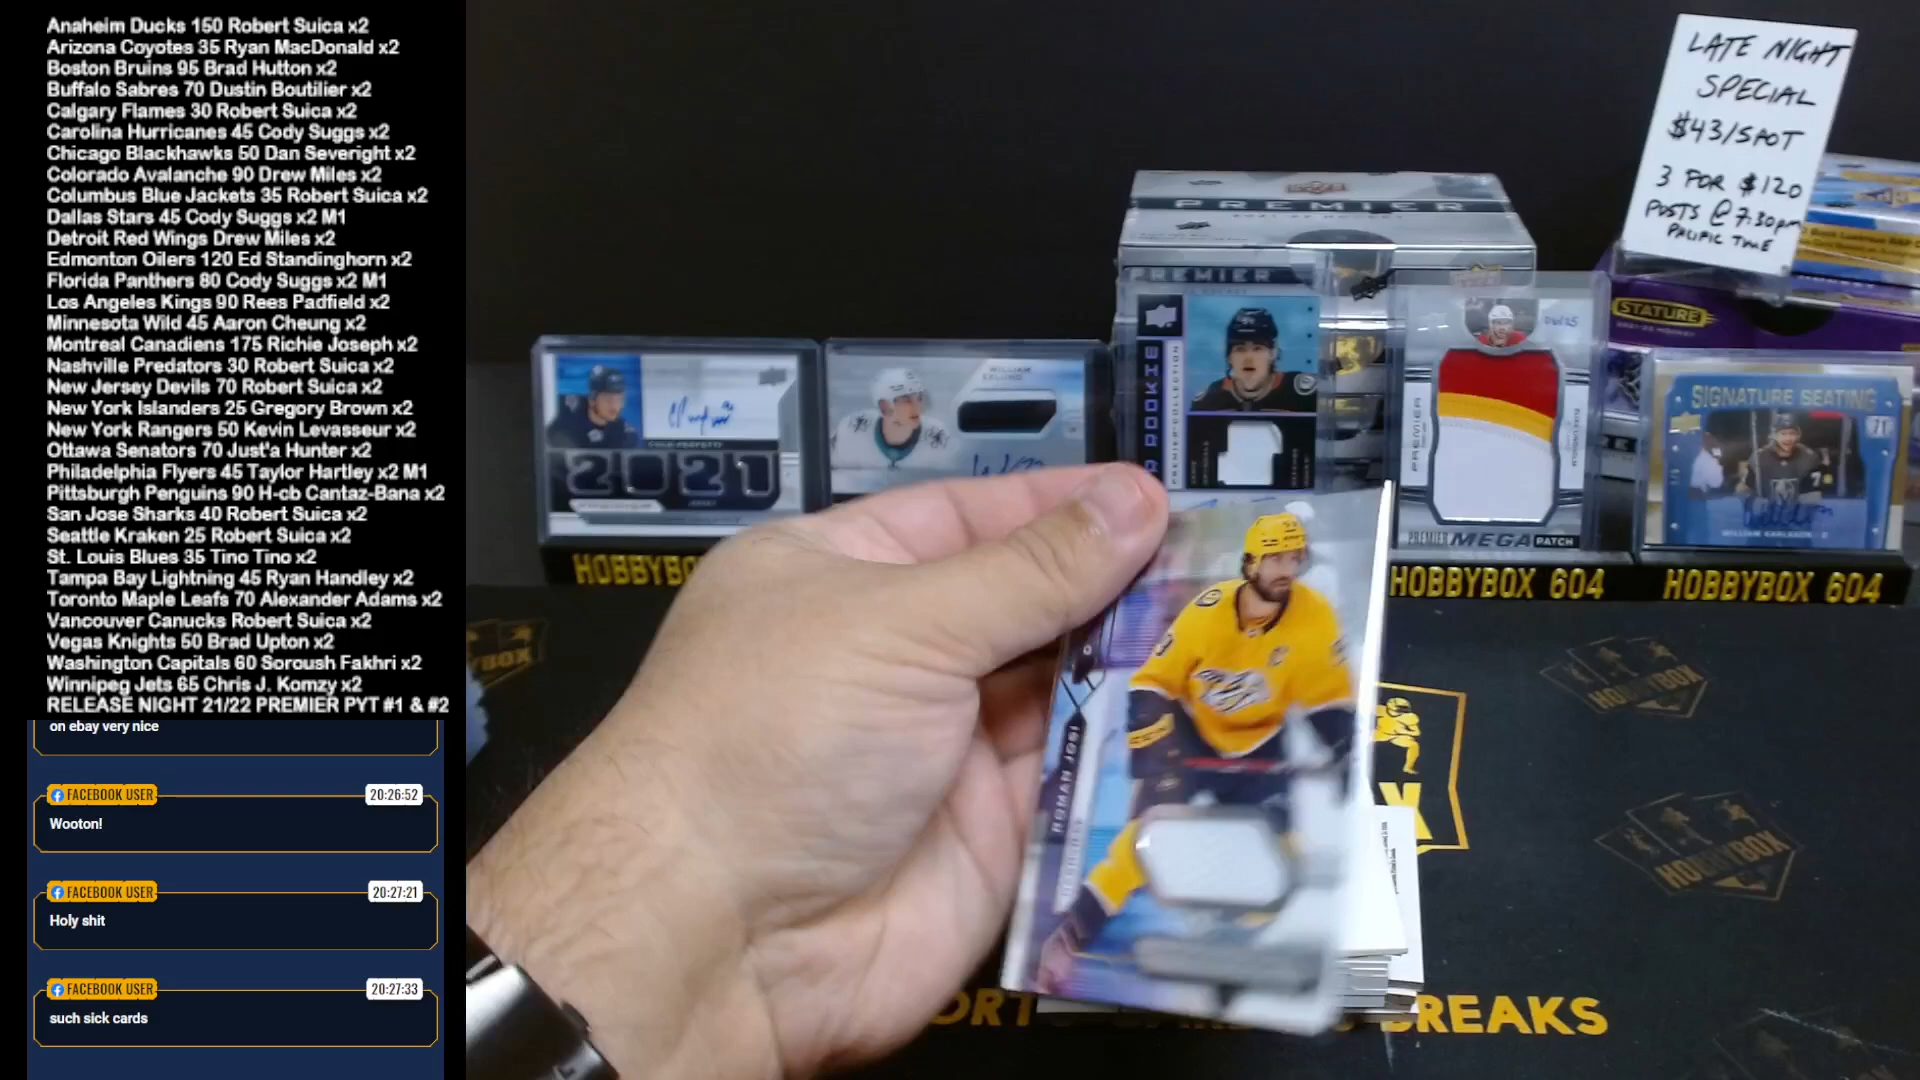 Anaheim Ducks 150 Robert Suica x2
Arizona Coyotes 35 Ryan MacDonald x2
Boston Bruins 95 Brad Hutton x2
Buffalo Sabres 70 Dustin Boutilier x2
Calgary Flames 30 Robert Suica x2
Carolina Hurricanes 45 Cody Suggs x2
Chicago Blackhawks 50 Dan Severight x2
Colorado Avalanche 90 Drew Miles x2
Columbus Blue Jackets 35 Robert Suica x2
Dallas Stars 45 Cody Suggs x2 M1
Detroit Red Wings Drew Miles x2
Edmonton Oilers 120 Ed Standinghorn x2
Florida Panthers 80 Cody Suggs x2 M1
Los Angeles Kings 90 Rees Padfield x2
Minnesota Wild 45 Aaron Cheung x2
Montreal Canadiens 175 Richie Joseph x2
Nashville Predators 30 Robert Suica x2
New Jersey Devils 70 Robert Suica x2
New York Islanders 25 Gregory Brown x2
New York Rangers 50 Kevin Levasseur x2
Ottawa Senators 70 Just'a Hunter x2
Philadelphia Flyers 45 Taylor Hartley x2 M1
Pittsburgh Penguins 90 H-cb Cantaz-Bana x2
San Jose Sharks 40 Robert Suica x2
Seattle Kraken 25 Robert Suica x2
St. Louis Blues 35 Tino Tino x2
Tampa Bay Lightning 45 Ryan Handley x2
Toronto Maple Leafs 70 Alexander Adams x2
Vancouver Canucks Robert Suica x2
Vegas Knights 50 Brad Upton x2
Washington Capitals 60 Soroush Fakhri x2
Winnipeg Jets 65 Chris J. Komzy x2
RELEASE NIGHT 21/22 PREMIER PYT #1 & #2
on ebay very nice
FACEBOOK USER 20:26:52
Wooton!
FACEBOOK USER 20:27:21
Holy shit
FACEBOOK USER 20:27:33
such sick cards
LATE NIGHT
SPECIAL
$43/SPOT
3 FOR $120
POSTS @ 7:30pm
PACIFIC TIME
PREMIER
PREMIER
STATURE
WILLIAM
EKLUND
2021
PREMIER
PREMIER MEGA PATCH
SIGNATURE SEATING
WILLIAM KARLSSON
HOBBYBOX 604
HOBBYBOX 604
ROMAN JOSI
BREAKS
HOBBYBOX